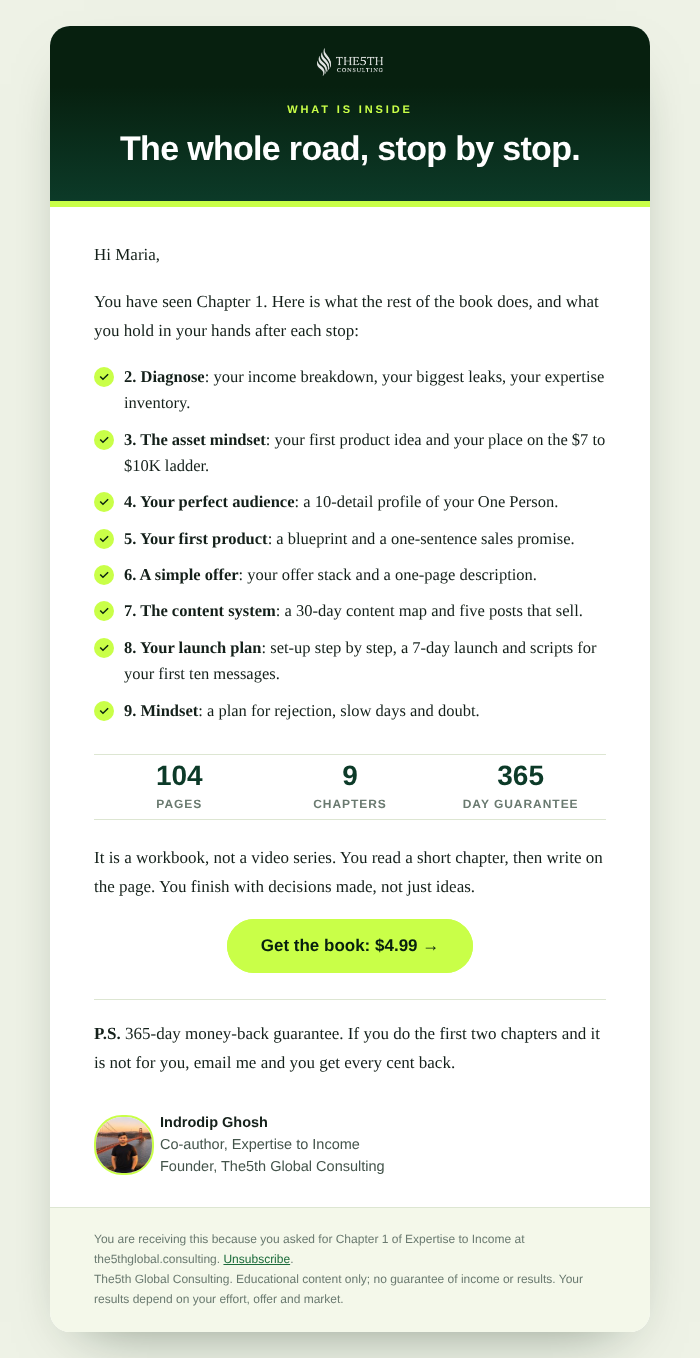 THE5TH
CONSULTING
WHAT IS INSIDE
The whole road, stop by stop.
Hi Maria,
You have seen Chapter 1. Here is what the rest of the book does, and what
you hold in your hands after each stop:
2. Diagnose: your income breakdown, your biggest leaks, your expertise
inventory.
3. The asset mindset: your first product idea and your place on the $7 to
$10K ladder.
4. Your perfect audience: a 10-detail profile of your One Person.
5. Your first product: a blueprint and a one-sentence sales promise.
6. A simple offer: your offer stack and a one-page description.
7. The content system: a 30-day content map and five posts that sell.
8. Your launch plan: set-up step by step, a 7-day launch and scripts for
your first ten messages.
9. Mindset: a plan for rejection, slow days and doubt.
104 9 365
PAGES CHAPTERS DAY GUARANTEE
It is a workbook, not a video series. You read a short chapter, then write on
the page. You finish with decisions made, not just ideas.
Get the book: $4.99 →
P.S. 365-day money-back guarantee. If you do the first two chapters and it
is not for you, email me and you get every cent back.
Indrodip Ghosh
Co-author, Expertise to Income
Founder, The5th Global Consulting
You are receiving this because you asked for Chapter 1 of Expertise to Income at
the5thglobal.consulting. Unsubscribe.
The5th Global Consulting. Educational content only; no guarantee of income or results. Your
results depend on your effort, offer and market.